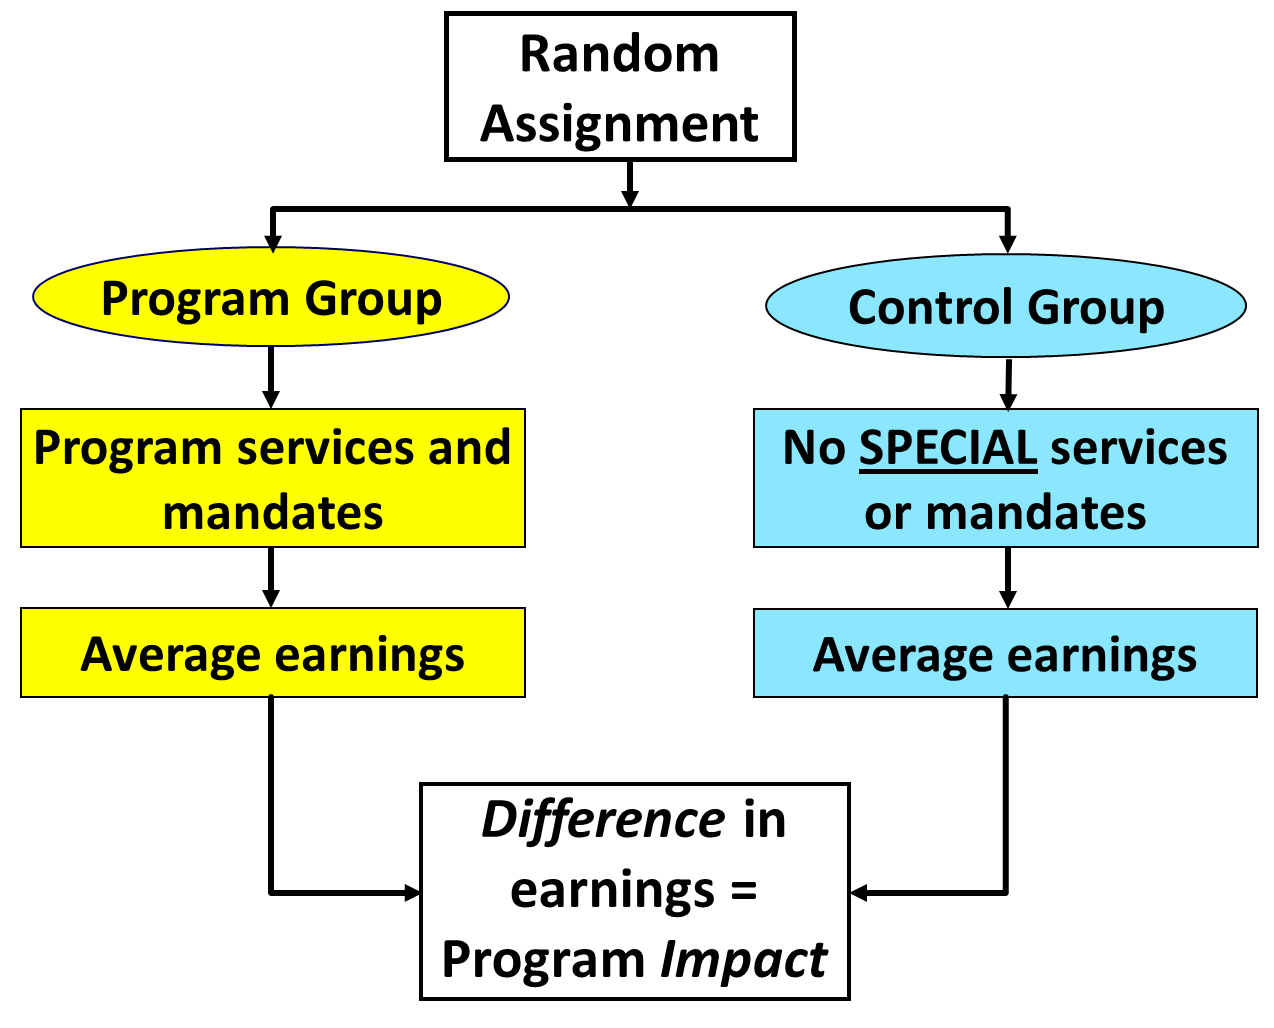 Random
Assignment
Program Group
Control Group
Program services and
mandates
No SPECIAL services
or mandates
Average earnings
Average earnings
Difference in
earnings =
Program Impact